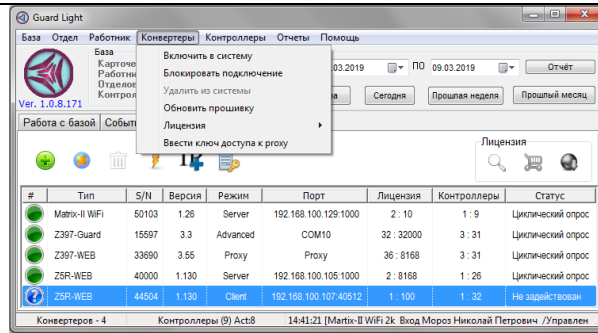 Guard Light
База Отдел Работник Конвертеры Контроллеры Отчеты Помощь
База
Включить в систему
Блокировать подключение
Удалить из системы
Обновить прошивку
Лицензия
Ввести ключ доступа к proxy
.03.2019 ПО 09.03.2019 Отчёт
Сегодня Прошлая неделя Прошлый месяц
Ver. 1.0.8.171
Работа с базой
Лицензия
# Тип S/N Версия Режим Порт Лицензия Контроллеры Статус
Matrix-II WiFi 50103 1.26 Server 192.168.100.129:1000 2 : 10 1 : 9 Циклический опрос
Z397-Guard 15597 3.3 Advanced COM10 32 : 32000 3 : 31 Циклический опрос
Z397-WEB 33690 3.55 Proxy Proxy 36 : 8168 3 : 31 Циклический опрос
Z5R-WEB 40000 1.130 Server 192.168.100.105:1000 2 : 8168 1 : 26 Циклический опрос
Z5R-WEB 44504 1.130 Client 192.168.100.107:40512 1 : 100 1 : 32 Не задействован
Конвертеров - 4 Контроллеры (9) Act:8 14:41:21 [Martix-II WiFi 2k Вход Мороз Николай Петрович /Управлен